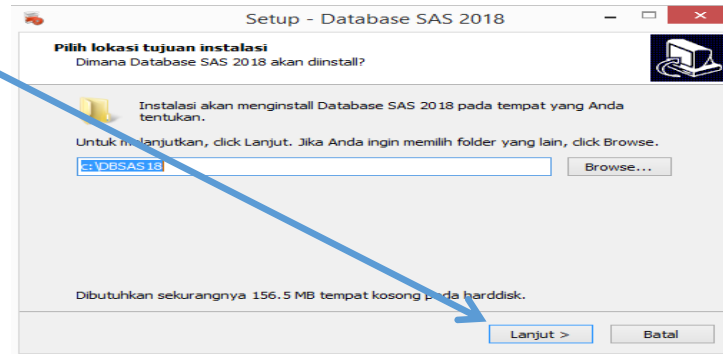 Setup - Database SAS 2018
Pilih lokasi tujuan instalasi
Dimana Database SAS 2018 akan diinstall?
Instalasi akan menginstall Database SAS 2018 pada tempat yang Anda
tentukan.
Untuk melanjutkan, click Lanjut. Jika Anda ingin memilih folder yang lain, click Browse.
c:\DBSAS18
Browse...
Dibutuhkan sekurangnya 156.5 MB tempat kosong pada harddisk.
Lanjut >
Batal